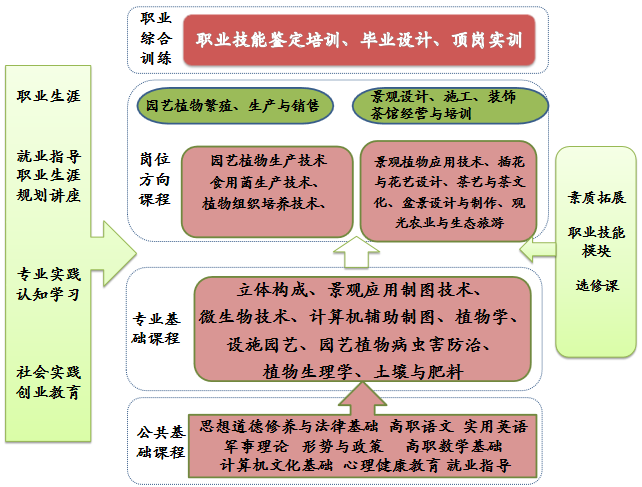 职业
综合
训练
职业技能鉴定培训、毕业设计、顶岗实训
职业生涯
就业指导
职业生涯
规划讲座
专业实践
认知学习
社会实践
创业教育
园艺植物繁殖、生产与销售
景观设计、施工、装饰
茶馆经营与培训
岗位
方向
课程
园艺植物生产技术
食用菌生产技术、
植物组织培养技术、
景观植物应用技术、插花
与花艺设计、茶艺与茶文
化、盆景设计与制作、观
光农业与生态旅游
素质拓展
职业技能
模块
选修课
专业基
础课程
立体构成、景观应用制图技术、
微生物技术、计算机辅助制图、植物学、
设施园艺、园艺植物病虫害防治、
植物生理学、土壤与肥料
公共基
础课程
思想道德修养与法律基础 高职语文 实用英语
军事理论 形势与政策 高职数学基础
计算机文化基础 心理健康教育 就业指导